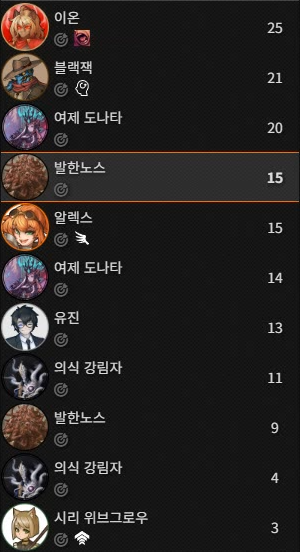 이온
25
블랙잭
21
여제 도나타
20
발한노스
15
알렉스
15
여제 도나타
14
유진
13
의식 강림자
11
발한노스
9
의식 강림자
4
시리 위브그로우
3